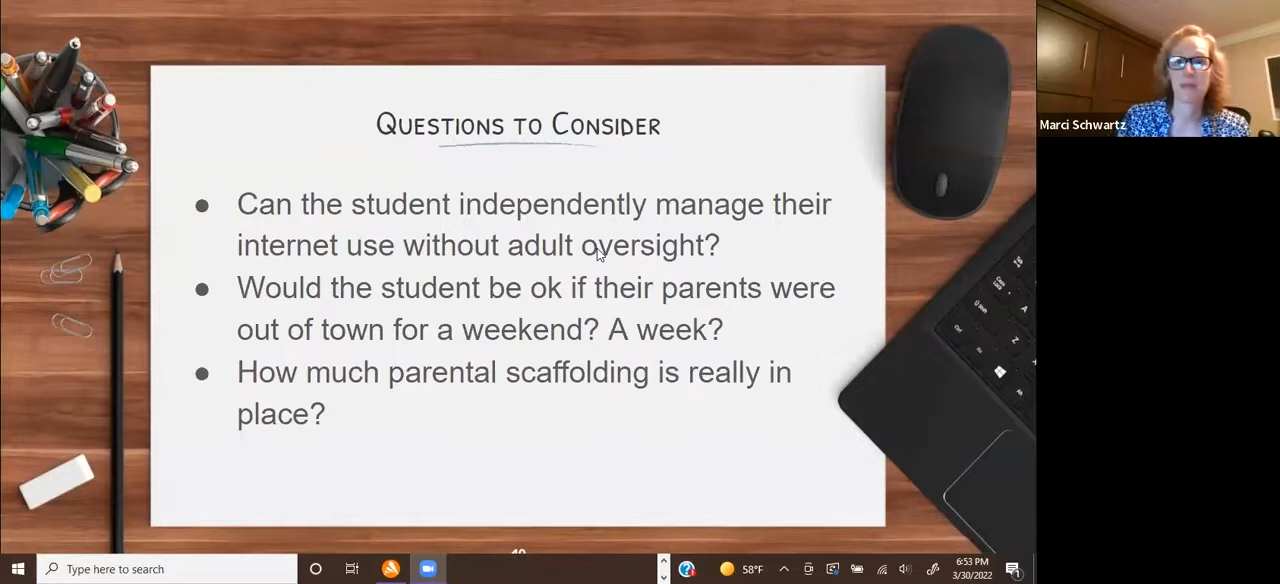 Questions to Consider
● Can the student independently manage their
internet use without adult oversight?
● Would the student be ok if their parents were
out of town for a weekend? A week?
● How much parental scaffolding is really in
place?
Marci Schwartz
Type here to search
58°F
6:53 PM
3/30/2022